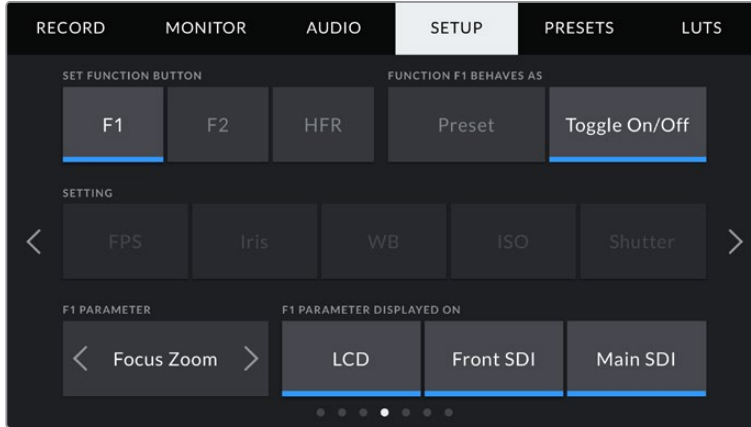 RECORD MONITOR AUDIO SETUP PRESETS LUTS
SET FUNCTION BUTTON FUNCTION F1 BEHAVES AS
F1 F2 HFR Preset Toggle On/Off
SETTING
FPS Iris WB ISO Shutter
F1 PARAMETER F1 PARAMETER DISPLAYED ON
Focus Zoom LCD Front SDI Main SDI